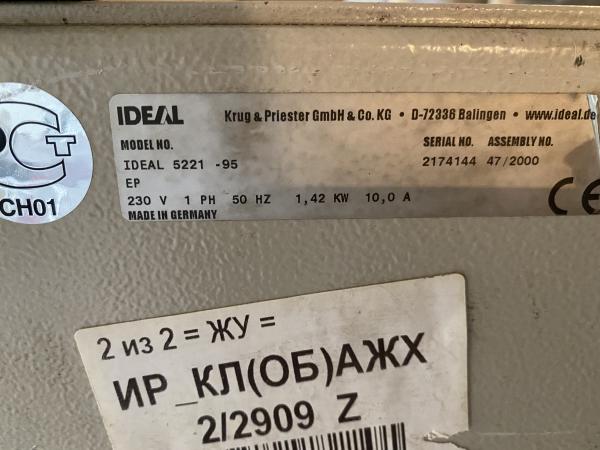 IDEAL Krug & Priester GmbH & Co. KG • D-72336 Balingen • www.ideal.de
MODEL NO. SERIAL NO. ASSEMBLY NO.
IDEAL 5221 -95 2174144 47/2000
EP
230 V 1 PH 50 HZ 1,42 KW 10,0 A
MADE IN GERMANY
CE
РСТ
CH01
2 из 2 = ЖУ =
ИР_КЛ(ОБ)АЖХ
2/2909 Z